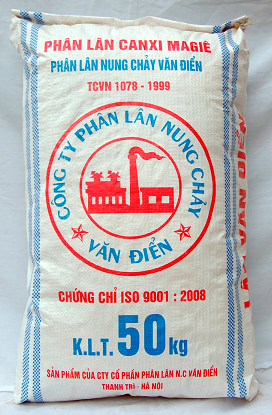 PHÂN LÂN CANXI MAGIÊ
PHÂN LÂN NUNG CHẢY VĂN ĐIỂN
TCVN 1078 - 1999
CÔNG TY PHÂN LÂN NUNG CHẢY
VĂN ĐIỂN
CHỨNG CHỈ ISO 9001 : 2008
K.L.T. 50kg
SẢN PHẨM CỦA CTY CỔ PHẦN PHÂN LÂN N.C VĂN ĐIỂN
THANH TRÌ - HÀ NỘI
LÂN VĂN ĐIỂN